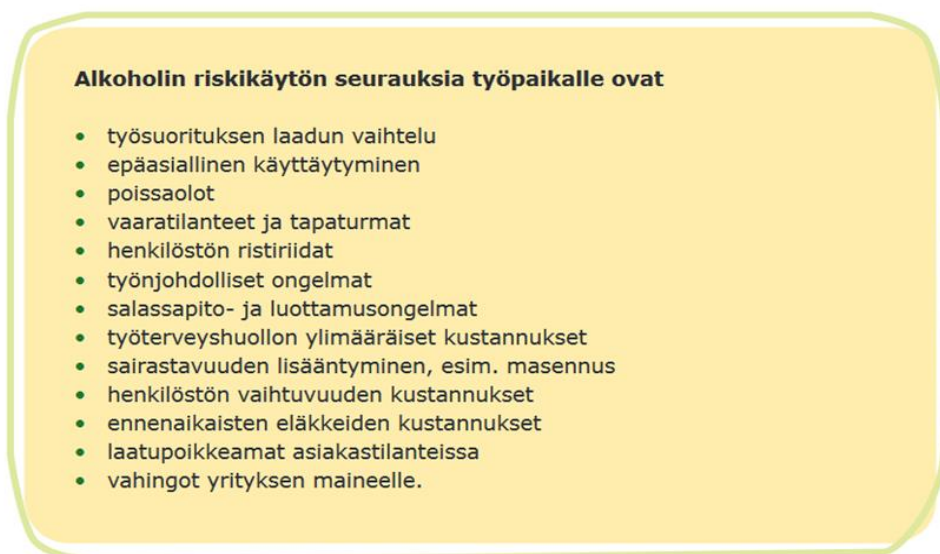 Alkoholin riskikäytön seurauksia työpaikalle ovat
• työsuorituksen laadun vaihtelu
• epäasiallinen käyttäytyminen
• poissaolot
• vaaratilanteet ja tapaturmat
• henkilöstön ristiriidat
• työnjohdolliset ongelmat
• salassapito- ja luottamusongelmat
• työterveyshuollon ylimääräiset kustannukset
• sairastavuuden lisääntyminen, esim. masennus
• henkilöstön vaihtuvuuden kustannukset
• ennenaikaisten eläkkeiden kustannukset
• laatupoikkeamat asiakastilanteissa
• vahingot yrityksen maineelle.